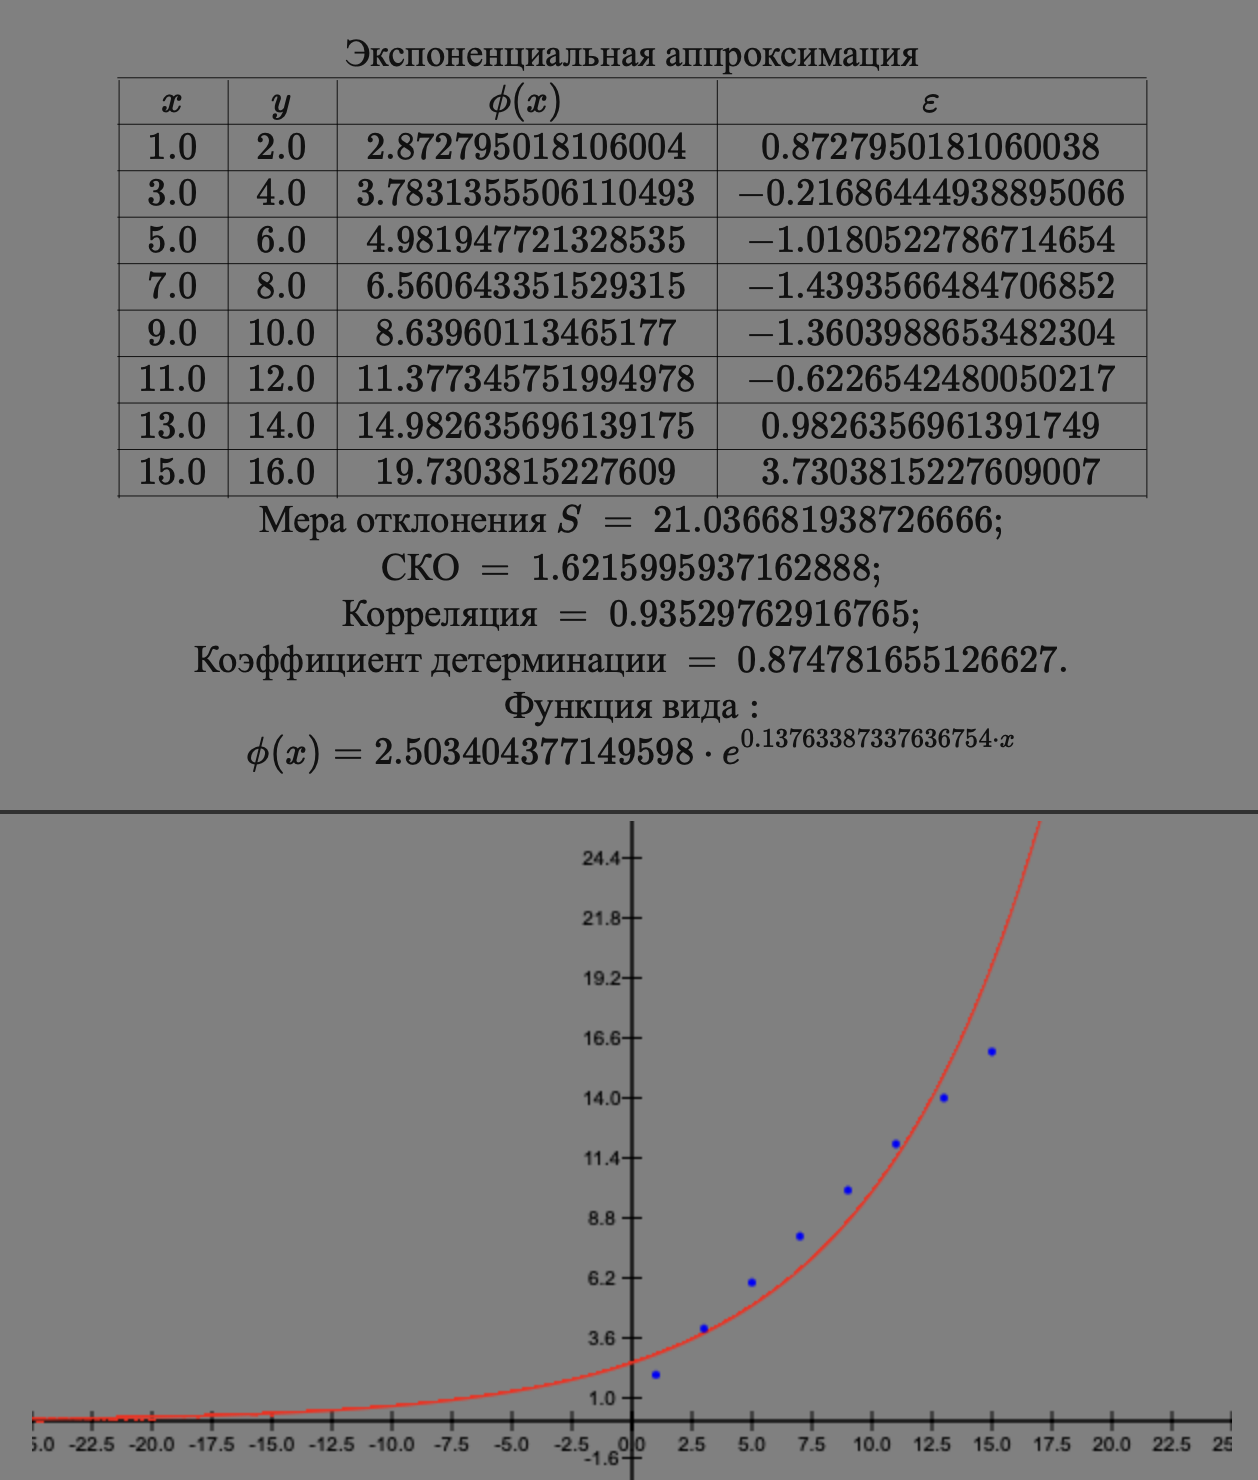 Экспоненциальная аппроксимация
x y ϕ(x) ε
1.0 2.0 2.872795018106004 0.8727950181060038
3.0 4.0 3.7831355506110493 −0.21686444938895066
5.0 6.0 4.981947721328535 −1.0180522786714654
7.0 8.0 6.560643351529315 −1.4393566484706852
9.0 10.0 8.63960113465177 −1.3603988653482304
11.0 12.0 11.377345751994978 −0.6226542480050217
13.0 14.0 14.982635696139175 0.9826356961391749
15.0 16.0 19.7303815227609 3.7303815227609007
Мера отклонения S = 21.036681938726666;
СКО = 1.6215995937162888;
Корреляция = 0.93529762916765;
Коэффициент детерминации = 0.874781655126627.
Функция вида :
ϕ(x) = 2.503404377149598 · e^0.13763387337636754·x
24.4
21.8
19.2
16.6
14.0
11.4
8.8
6.2
3.6
1.0
5.0 -22.5 -20.0 -17.5 -15.0 -12.5 -10.0 -7.5 -5.0 -2.5 0.0 2.5 5.0 7.5 10.0 12.5 15.0 17.5 20.0 22.5 25
-1.6